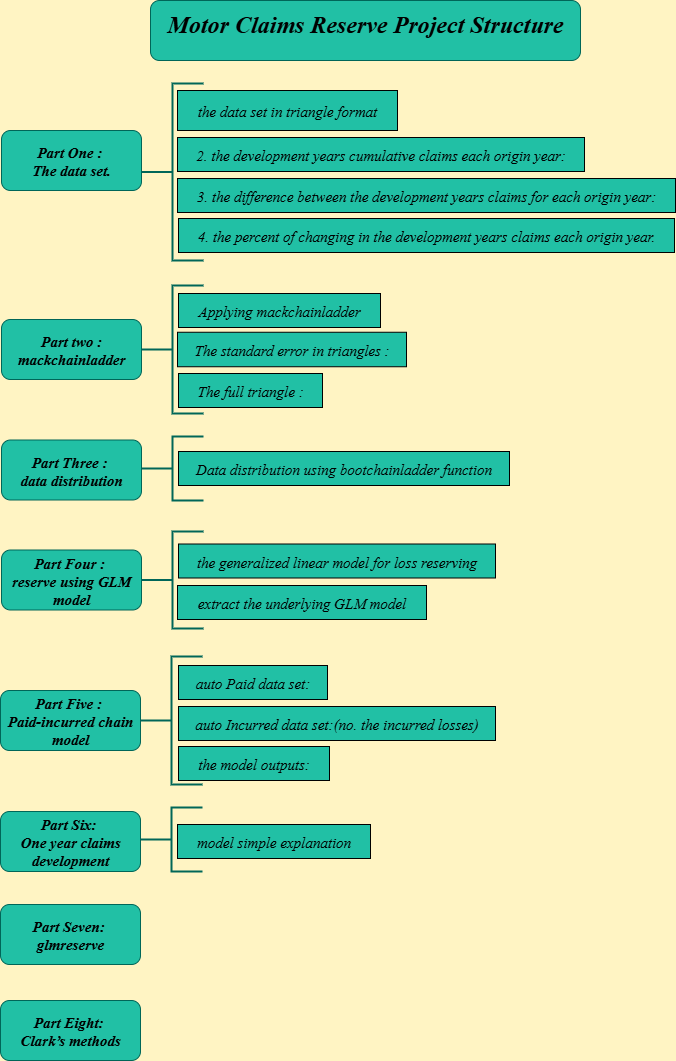 Motor Claims Reserve Project Structure
Part One :
The data set.
the data set in triangle format
2. the development years cumulative claims each origin year:
3. the difference between the development years claims for each origin year:
4. the percent of changing in the development years claims each origin year.
Part two :
mackchainladder
Applying mackchainladder
The standard error in triangles :
The full triangle :
Part Three :
data distribution
Data distribution using bootchainladder function
Part Four :
reserve using GLM
model
the generalized linear model for loss reserving
extract the underlying GLM model
Part Five :
Paid-incurred chain
model
auto Paid data set:
auto Incurred data set:(no. the incurred losses)
the model outputs:
Part Six:
One year claims
development
model simple explanation
Part Seven:
glmreserve
Part Eight:
Clark's methods